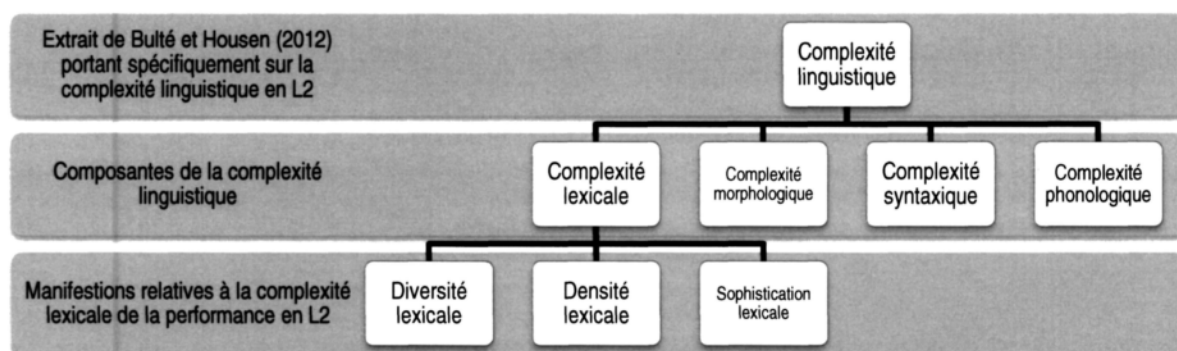 Extrait de Bulté et Housen (2012)
portant spécifiquement sur la
complexité linguistique en L2
Complexité
linguistique
Composantes de la complexité
linguistique
Complexité
lexicale
Complexité
morphologique
Complexité
syntaxique
Complexité
phonologique
Manifestions relatives à la complexité
lexicale de la performance en L2
Diversité
lexicale
Densité
lexicale
Sophistication
lexicale